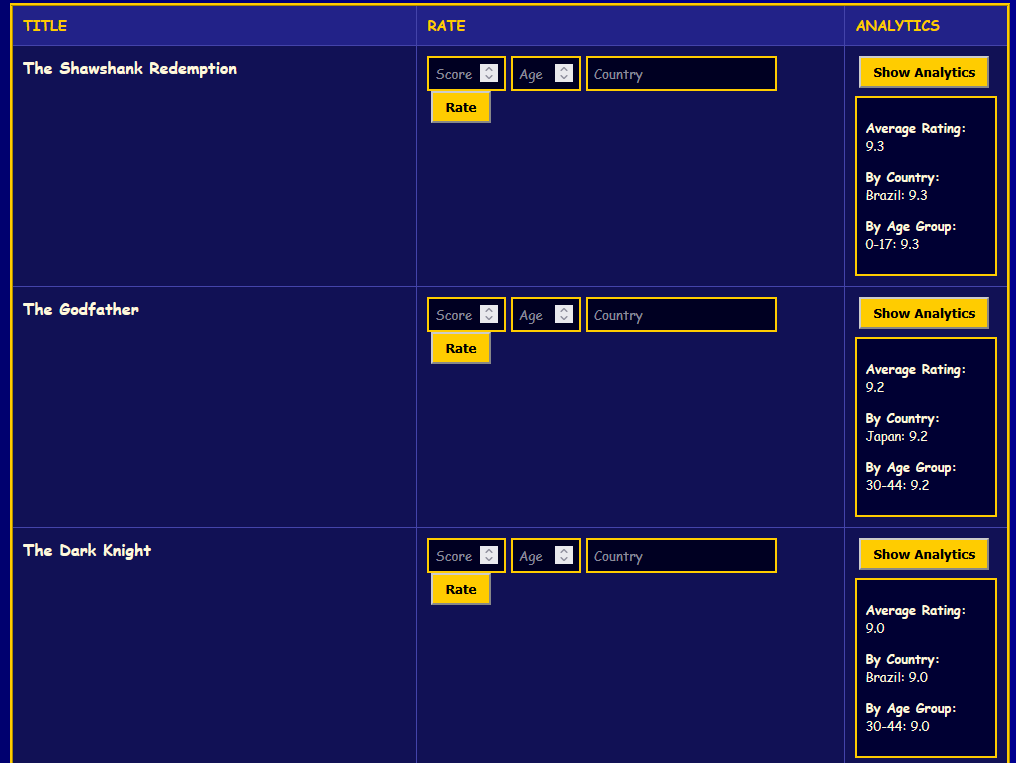 TITLE RATE ANALYTICS
The Shawshank Redemption
Score Age Country
Rate
Show Analytics
Average Rating:
9.3
By Country:
Brazil: 9.3
By Age Group:
0-17: 9.3
The Godfather
Score Age Country
Rate
Show Analytics
Average Rating:
9.2
By Country:
Japan: 9.2
By Age Group:
30-44: 9.2
The Dark Knight
Score Age Country
Rate
Show Analytics
Average Rating:
9.0
By Country:
Brazil: 9.0
By Age Group:
30-44: 9.0